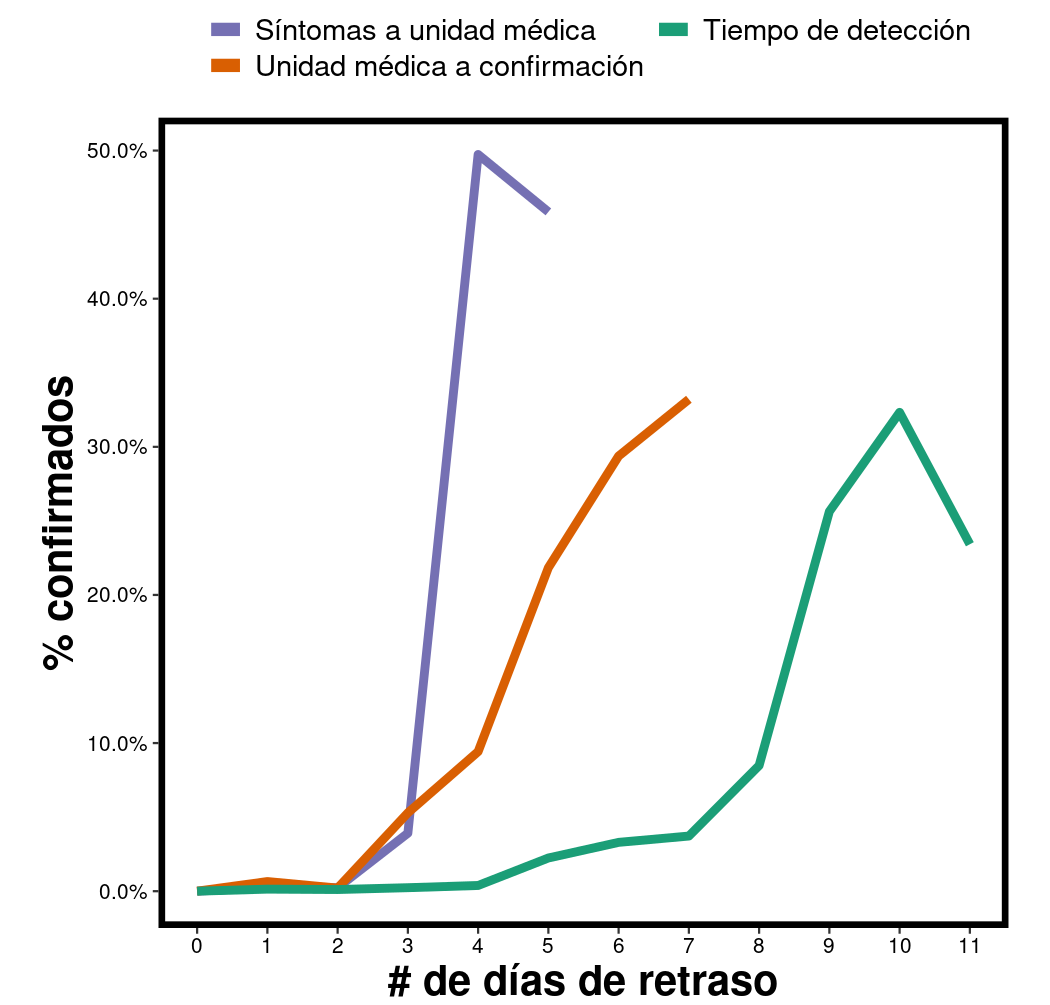 Síntomas a unidad médica
Tiempo de detección
Unidad médica a confirmación
50.0%
40.0%
30.0%
20.0%
10.0%
0.0%
% confirmados
0 1 2 3 4 5 6 7 8 9 10 11
# de días de retraso